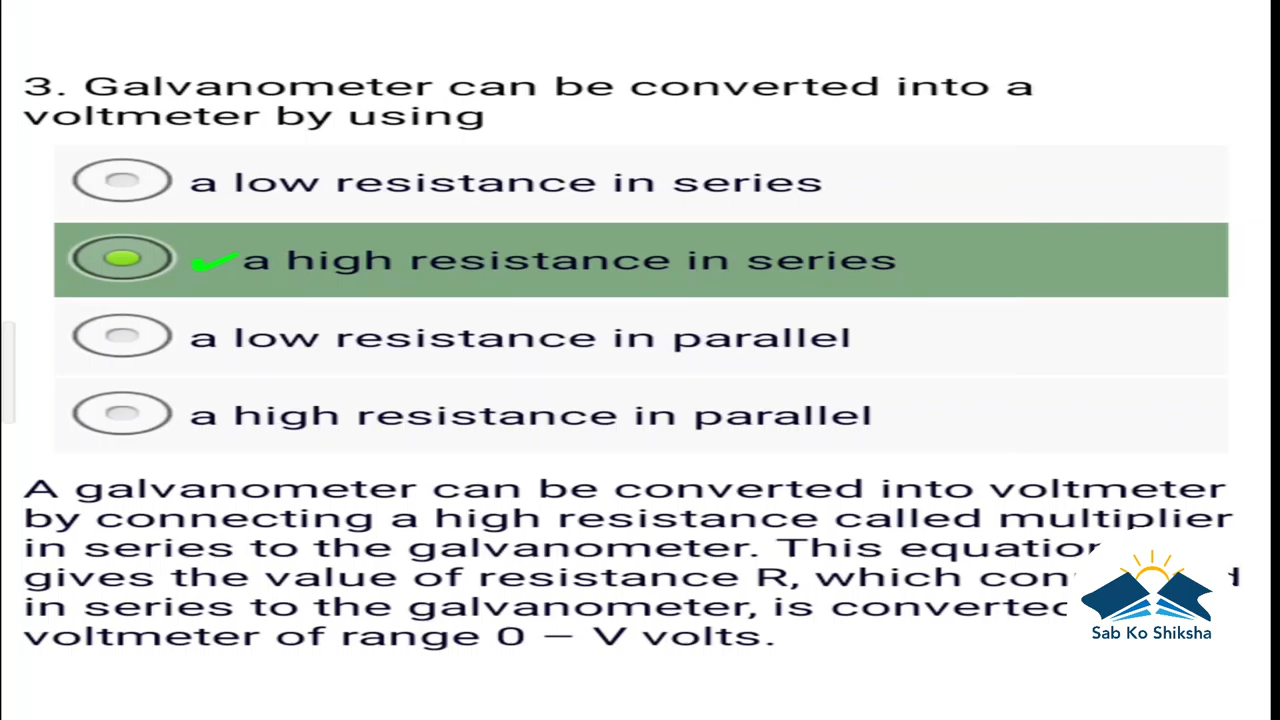 3. Galvanometer can be converted into a
voltmeter by using
a low resistance in series
✔a high resistance in series
a low resistance in parallel
a high resistance in parallel
A galvanometer can be converted into voltmeter
by connecting a high resistance called multiplier
in series to the galvanometer. This equation
gives the value of resistance R, which
in series to the galvanometer, is converted
voltmeter of range 0 – V volts.
Sab Ko Shiksha